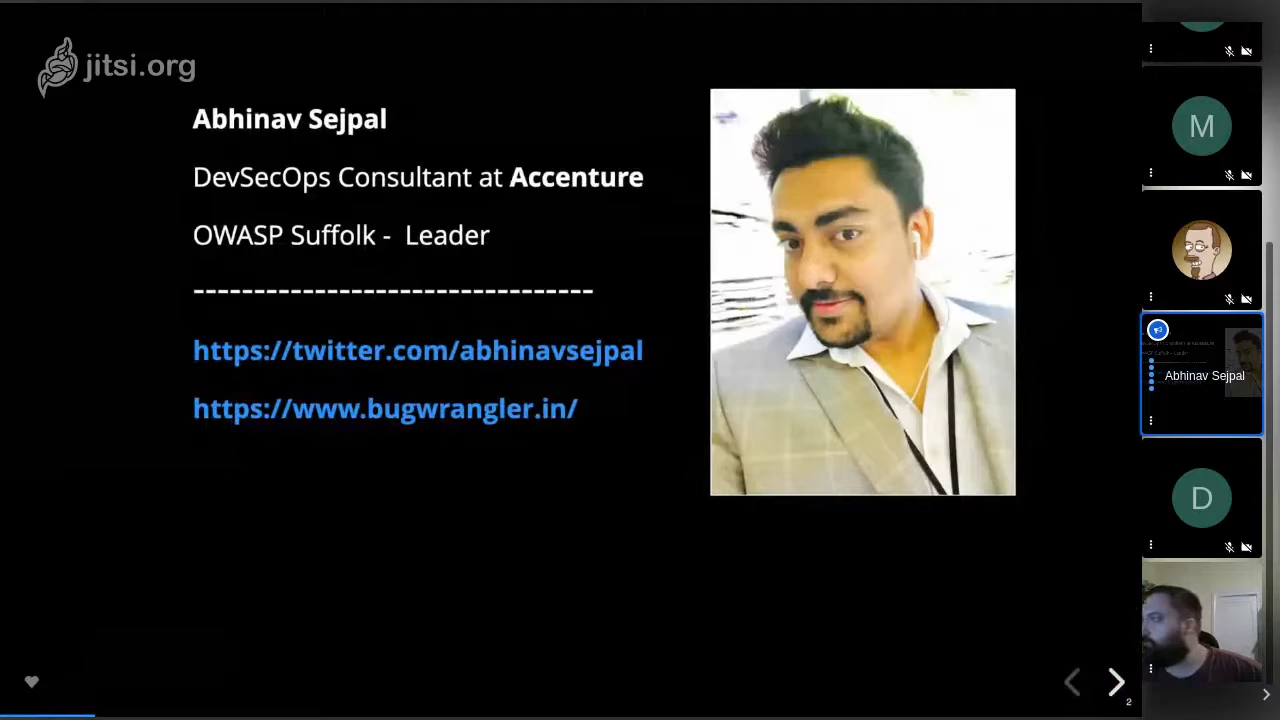 jitsi.org
Abhinav Sejpal
DevSecOps Consultant at Accenture
OWASP Suffolk - Leader
---------------------------------
https://twitter.com/abhinavsejpal
https://www.bugwrangler.in/
2
M
Abhinav Sejpal
D